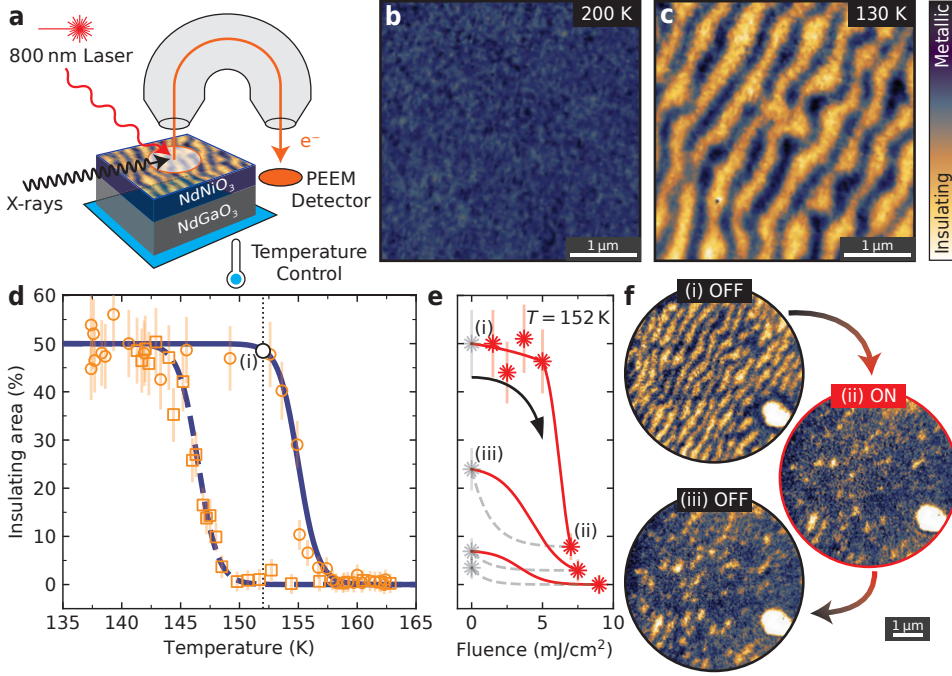 a
800 nm Laser
e⁻
X-rays
NdNiO₃
NdGaO₃
PEEM
Detector
Temperature
Control
b
200 K
1 µm
c
130 K
1 µm
Metallic
Insulating
d
60
50
40
30
20
10
0
Insulating area (%)
(i)
135
140
145
150
155
160
165
Temperature (K)
e
T = 152 K
(i)
(iii)
(ii)
0
5
10
Fluence (mJ/cm²)
f
(i) OFF
(ii) ON
(iii) OFF
1 µm